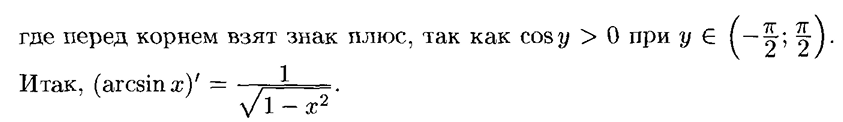 где перед корнем взят знак плюс, так как cos y > 0 при y ∈ (−π/2; π/2).
Итак, (arcsin x)′ = 1/√(1 − x²).